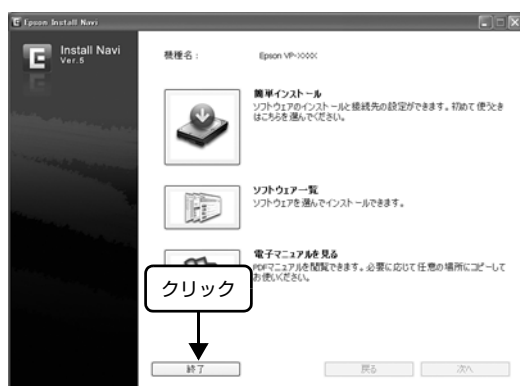 Epson Install Navi
Install Navi
Ver.5
機種名：
Epson VP-XXXX
簡単インストール
ソフトウェアのインストールと接続先の設定ができます。初めて使うとき
はこちらを選んでください。
ソフトウェア一覧
ソフトウェアを選んでインストールできます。
電子マニュアルを見る
PDFマニュアルを閲覧できます。必要に応じて任意の場所にコピーして
お使いください。
クリック
終了
戻る
次へ